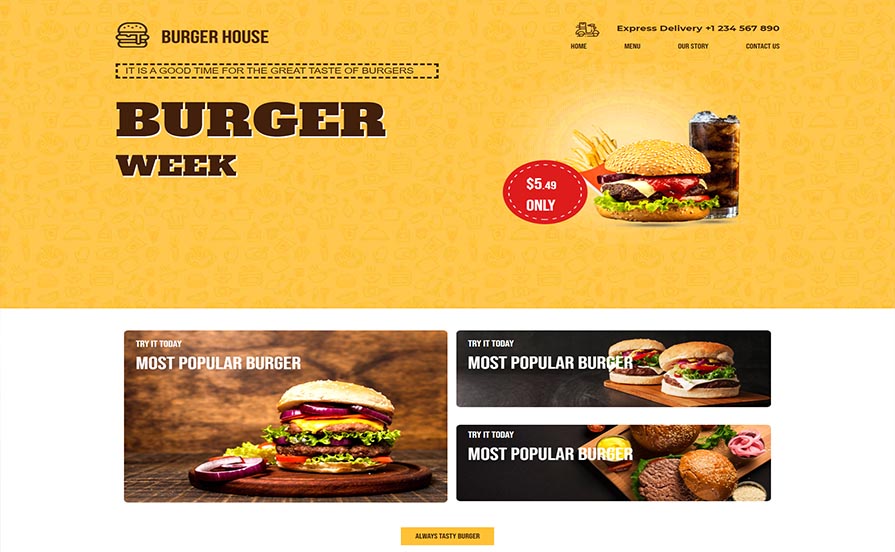 BURGER HOUSE
Express Delivery +1 234 567 890
HOME MENU OUR STORY CONTACT US
IT IS A GOOD TIME FOR THE GREAT TASTE OF BURGERS
BURGER
WEEK
$5.49
ONLY
TRY IT TODAY
MOST POPULAR BURGER
TRY IT TODAY
MOST POPULAR BURGER
TRY IT TODAY
MOST POPULAR BURGER
ALWAYS TASTY BURGER